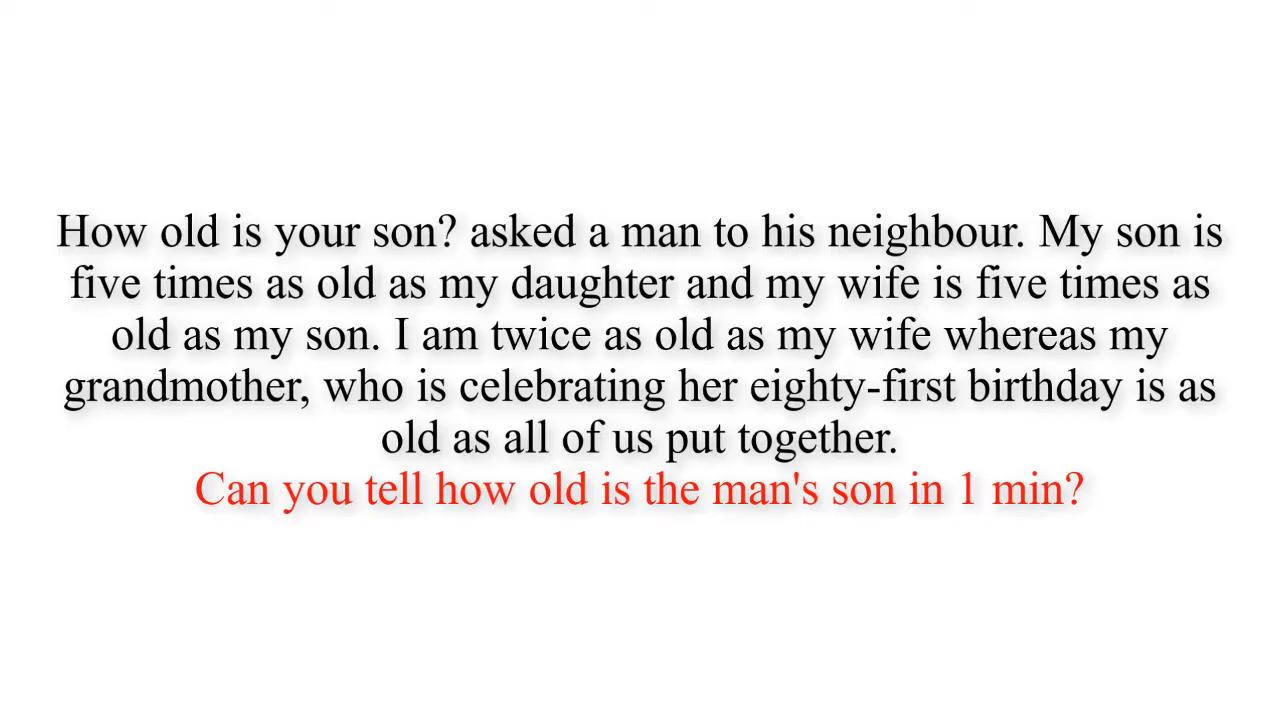 How old is your son? asked a man to his neighbour. My son is
five times as old as my daughter and my wife is five times as
old as my son. I am twice as old as my wife whereas my
grandmother, who is celebrating her eighty-first birthday is as
old as all of us put together.
Can you tell how old is the man's son in 1 min?